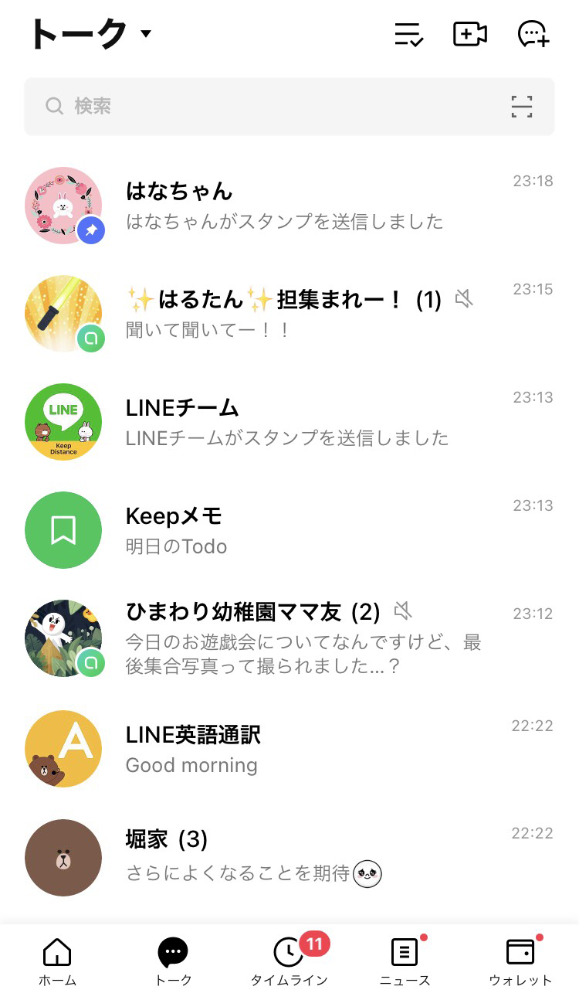 トーク
検索
はなちゃん
23:18
はなちゃんがスタンプを送信しました
✨はるたん✨担集まれー！ (1)
23:15
聞いて聞いてー！！
LINE
Keep
Distance
LINEチーム
23:13
LINEチームがスタンプを送信しました
Keepメモ
23:13
明日のTodo
ひまわり幼稚園ママ友 (2)
23:12
今日のお遊戯会についてなんですけど、最
後集合写真って撮られました...？
A
LINE英語通訳
22:22
Good morning
堀家 (3)
22:22
さらによくなることを期待
11
ホーム
トーク
タイムライン
ニュース
ウォレット